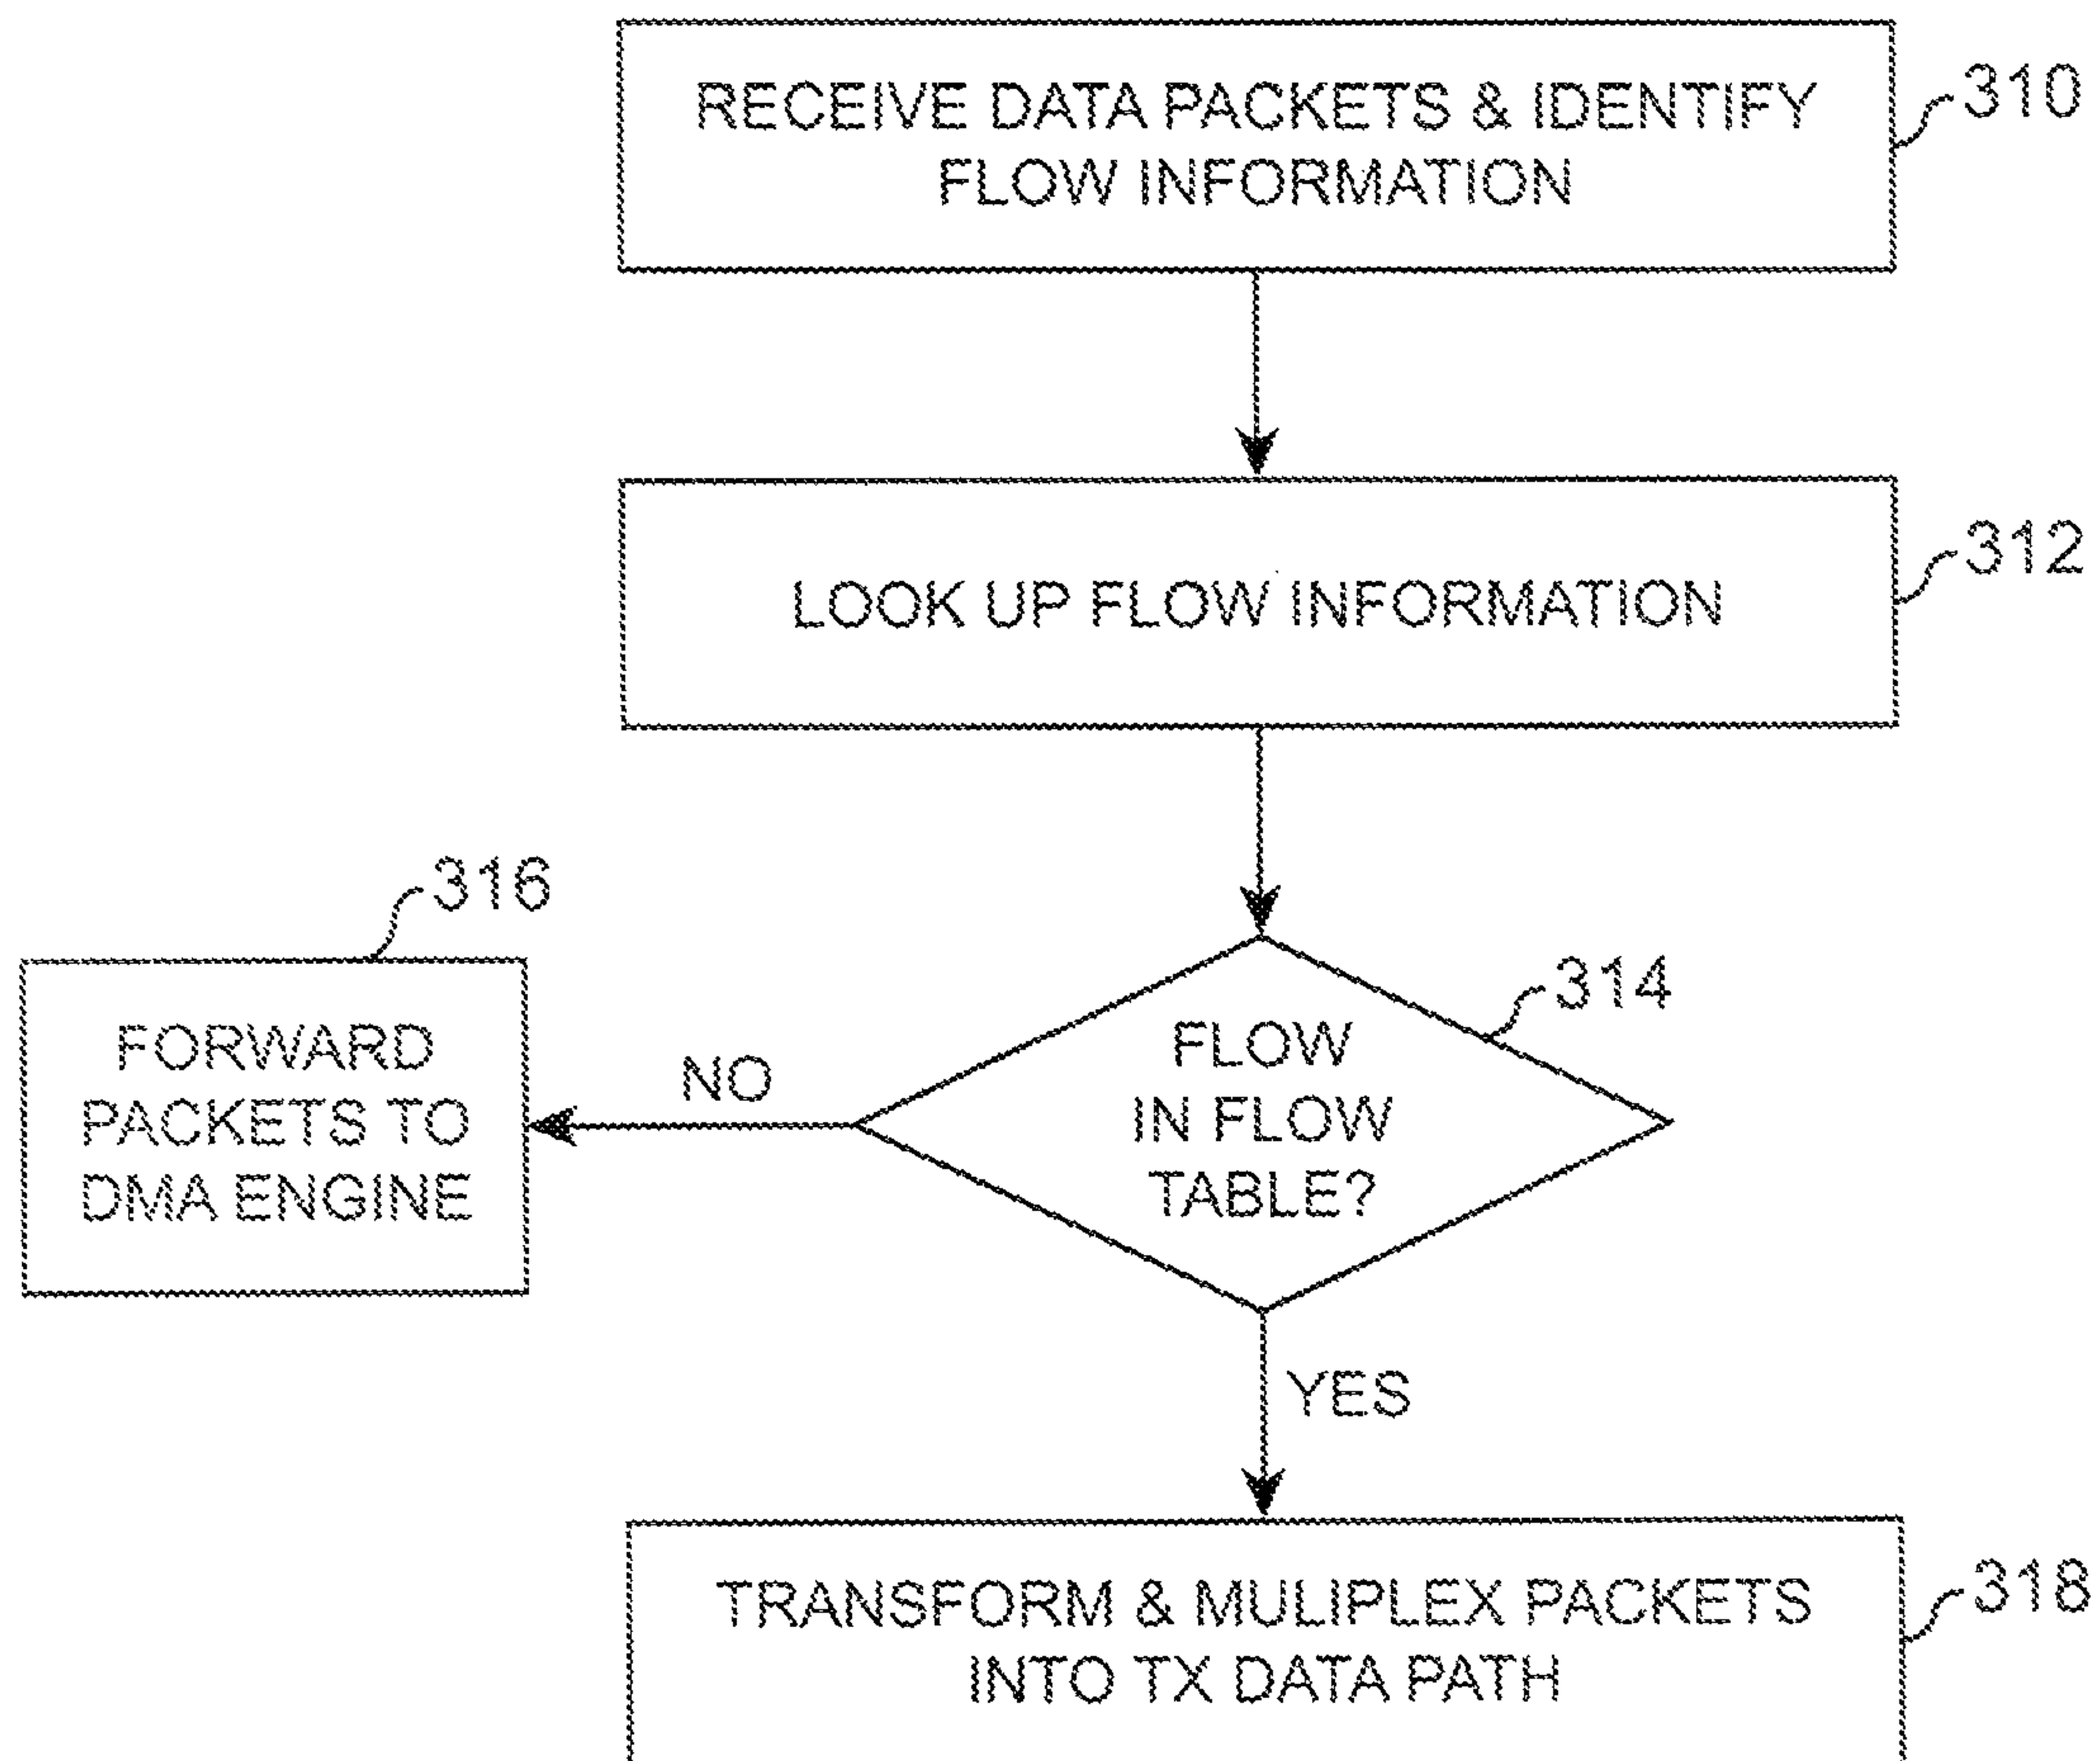 RECEIVE DATA PACKETS & IDENTIFY
FLOW INFORMATION
310
LOOK UP FLOW INFORMATION
312
316
FORWARD
PACKETS TO
DMA ENGINE
NO
314
FLOW
IN FLOW
TABLE?
YES
TRANSFORM & MULIPLEX PACKETS
INTO TX DATA PATH
318